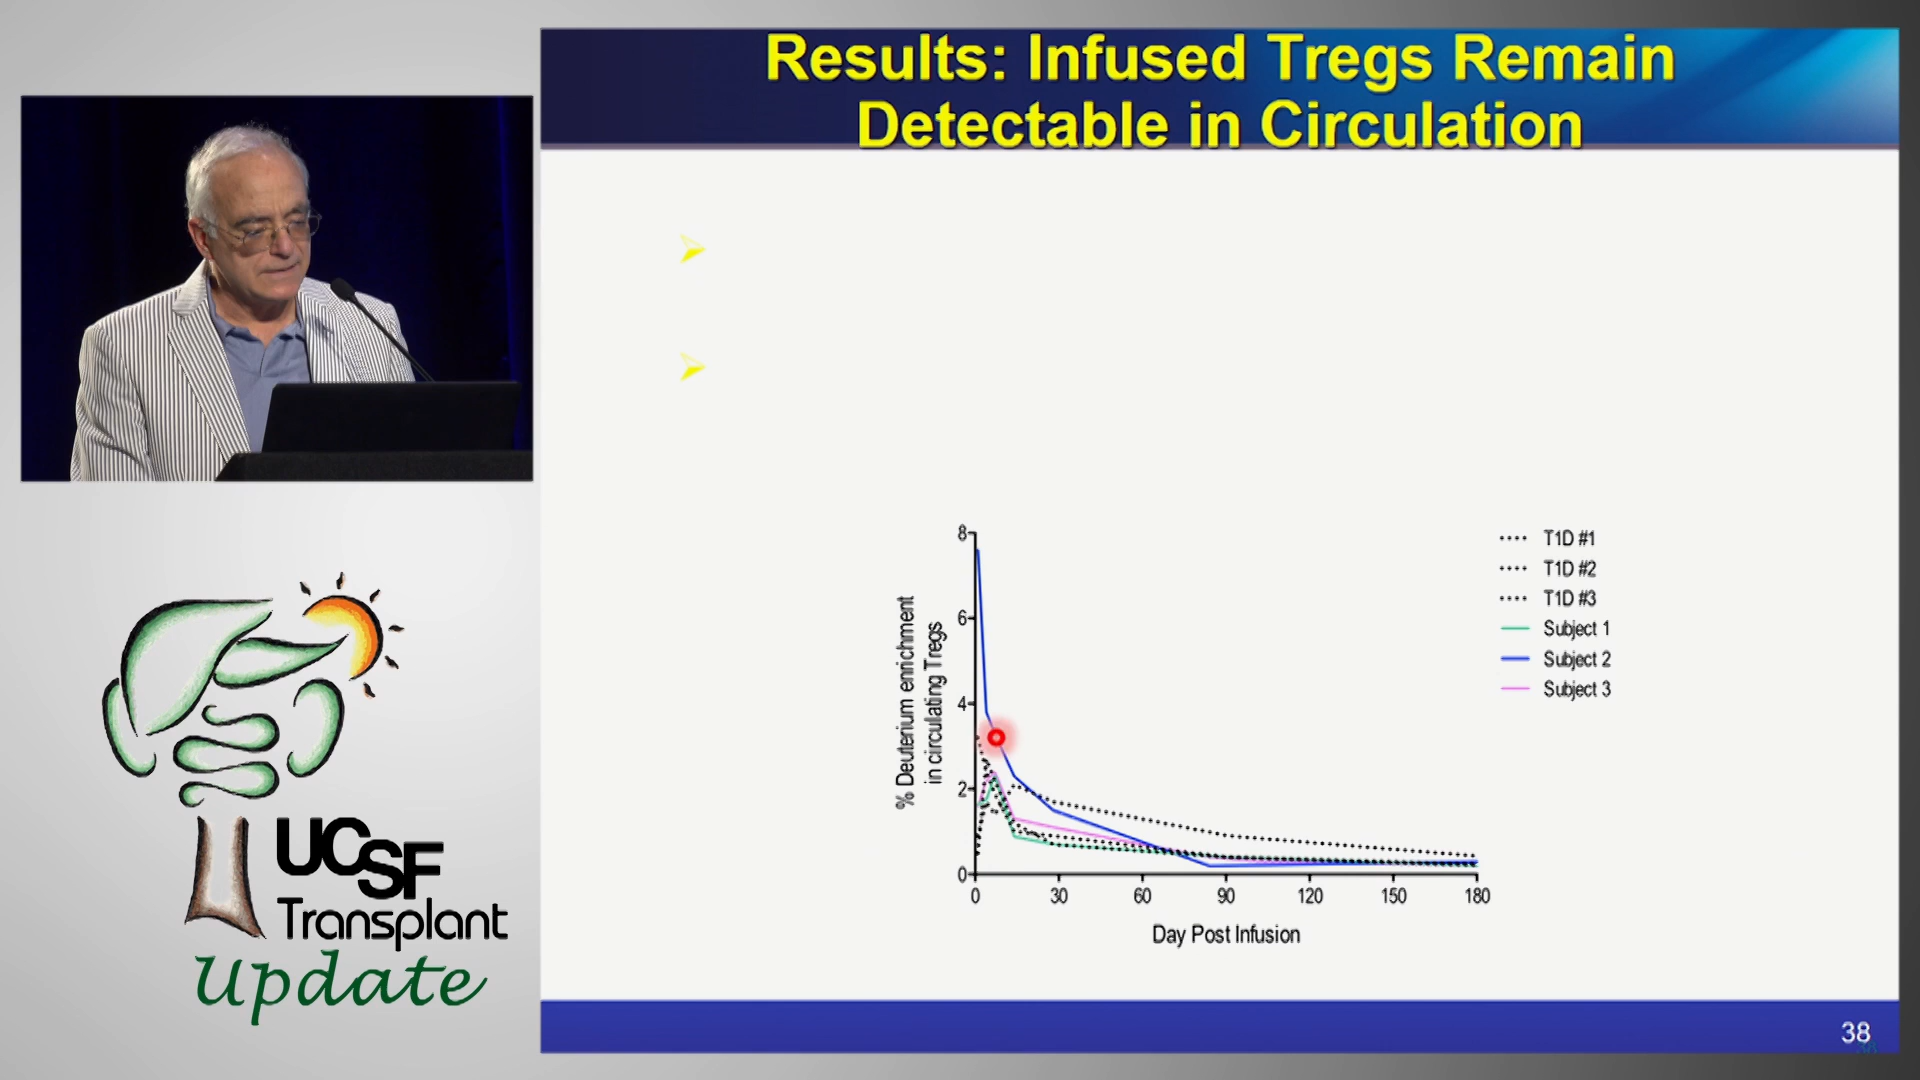 Results: Infused Tregs Remain
Detectable in Circulation
8
6
4
2
0
% Deuterium enrichment
in circulating Tregs
0 30 60 90 120 150 180
Day Post Infusion
T1D #1
T1D #2
T1D #3
Subject 1
Subject 2
Subject 3
UCSF
Transplant
Update
38